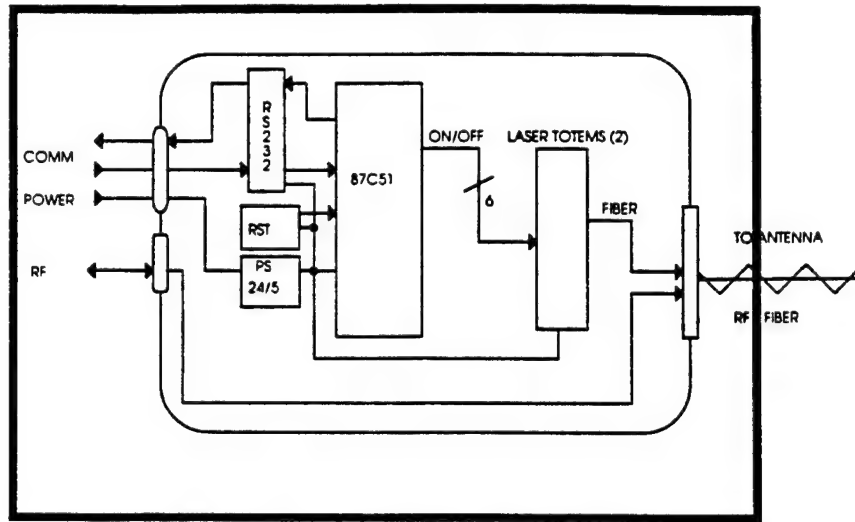 COMM
POWER
RF
RS232
RST
PS
24/5
87C51
ON/OFF
6
LASER TOTEMS (2)
FIBER
TO ANTENNA
RF FIBER